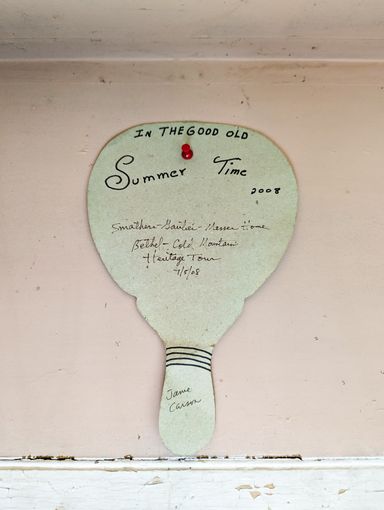 IN THE GOOD OLD
Summer Time
2008
Smathers-Gautier-Messer Home
Bethel-Cold Mountain
Heritage Tour
7/5/08
Jane
Carson